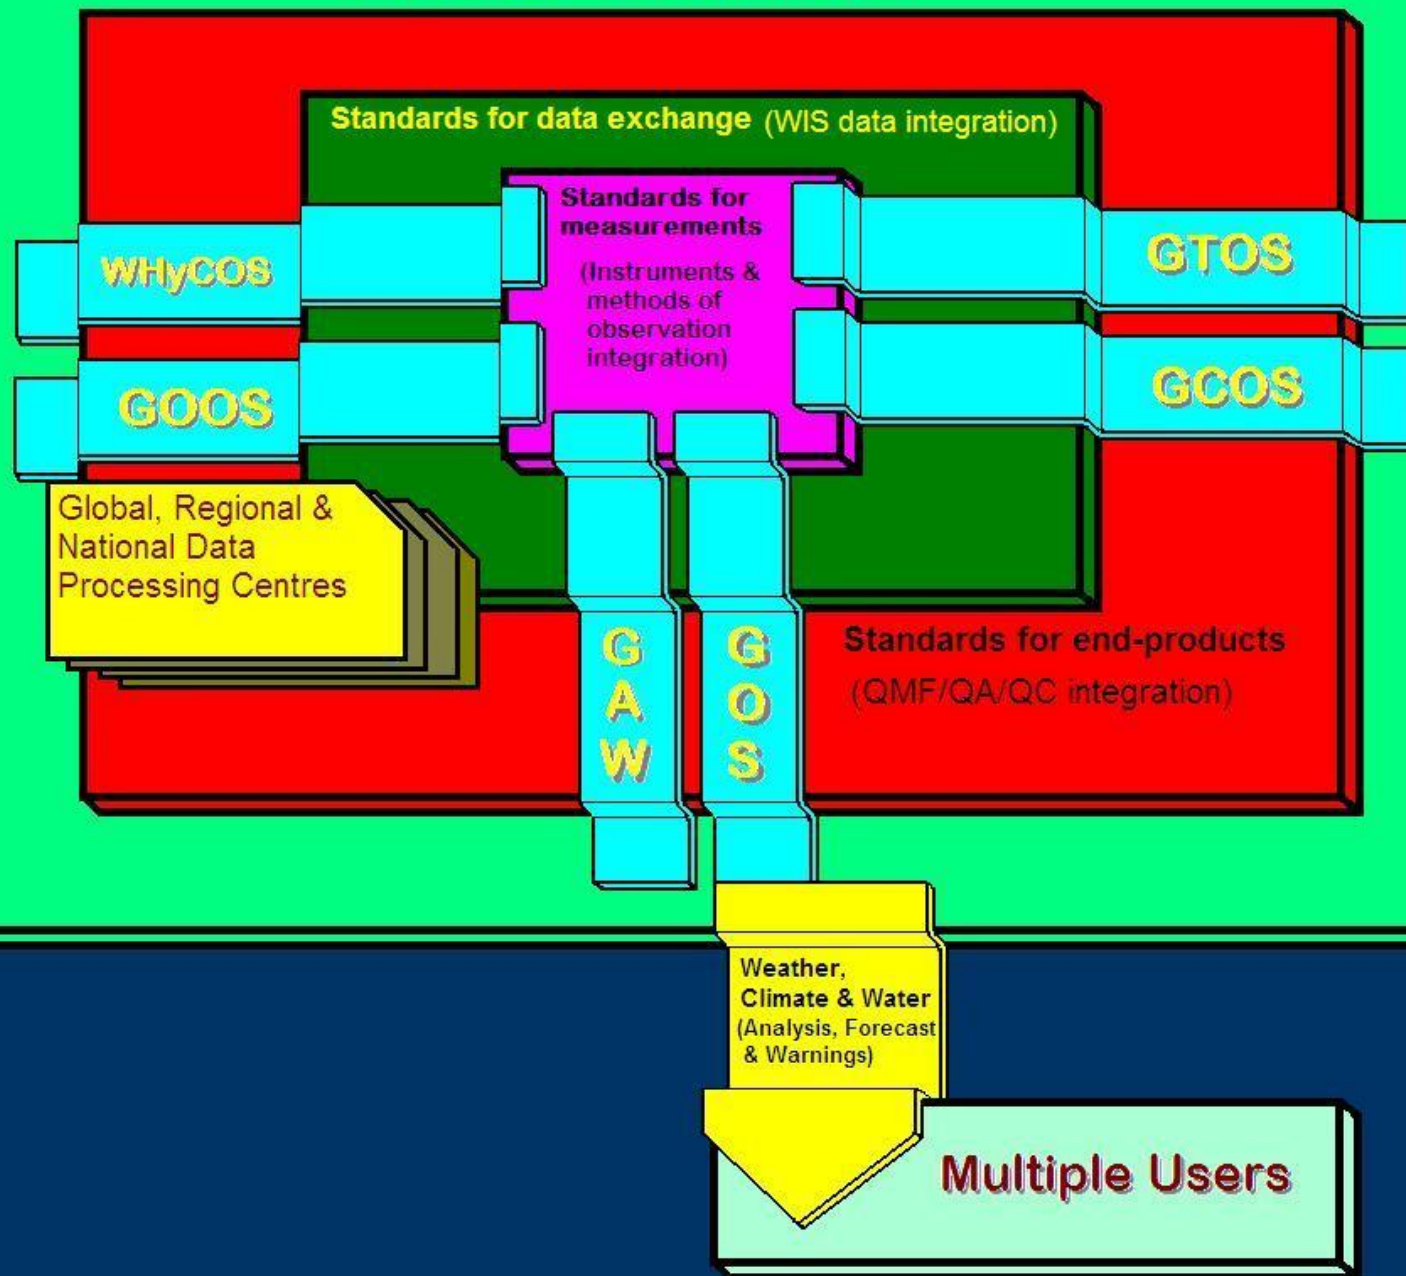 Standards for data exchange (WIS data integration)
Standards for
measurements
(Instruments &
methods of
observation
integration)
WHyCOS
GTOS
GOOS
GCOS
Global, Regional &
National Data
Processing Centres
GAW
GOS
Standards for end-products
(QMF/QA/QC integration)
Weather,
Climate & Water
(Analysis, Forecast
& Warnings)
Multiple Users